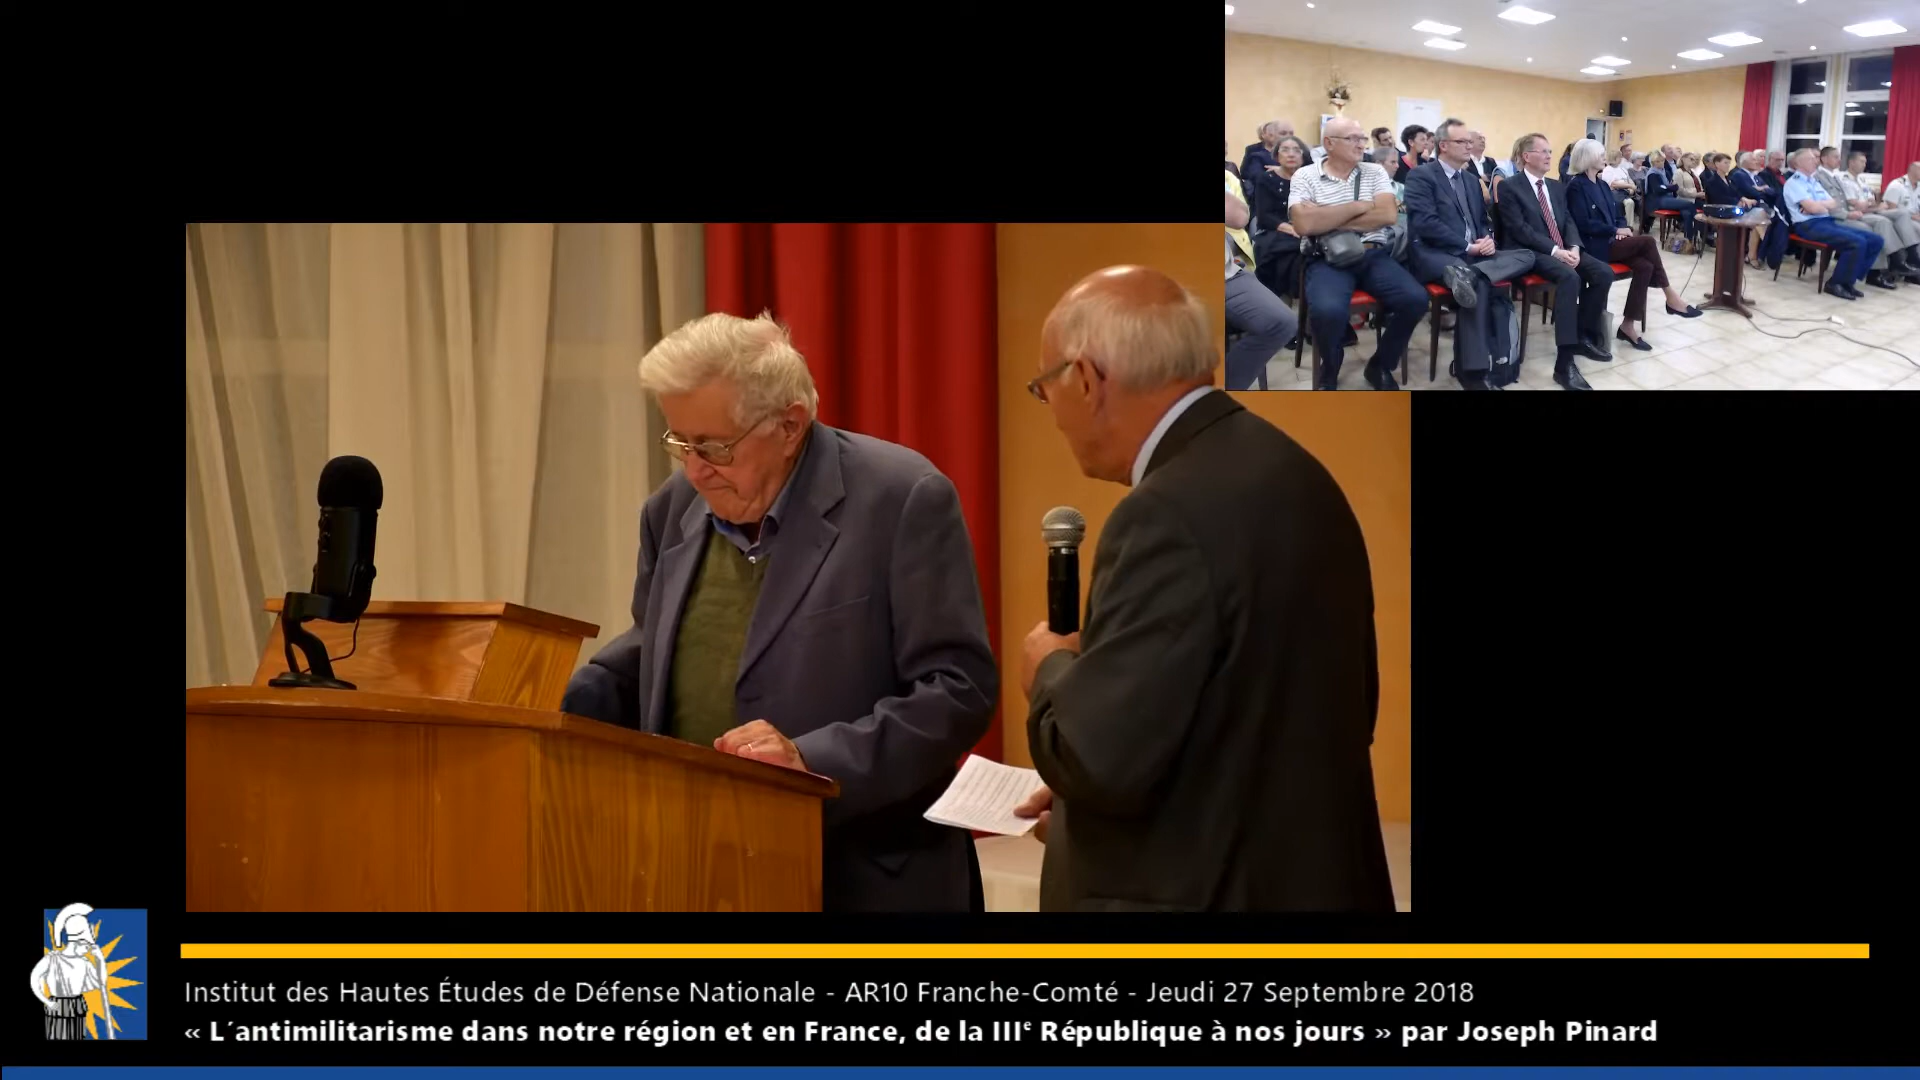 Institut des Hautes Études de Défense Nationale - AR10 Franche-Comté - Jeudi 27 Septembre 2018
« L´antimilitarisme dans notre région et en France, de la IIIᵉ République à nos jours » par Joseph Pinard